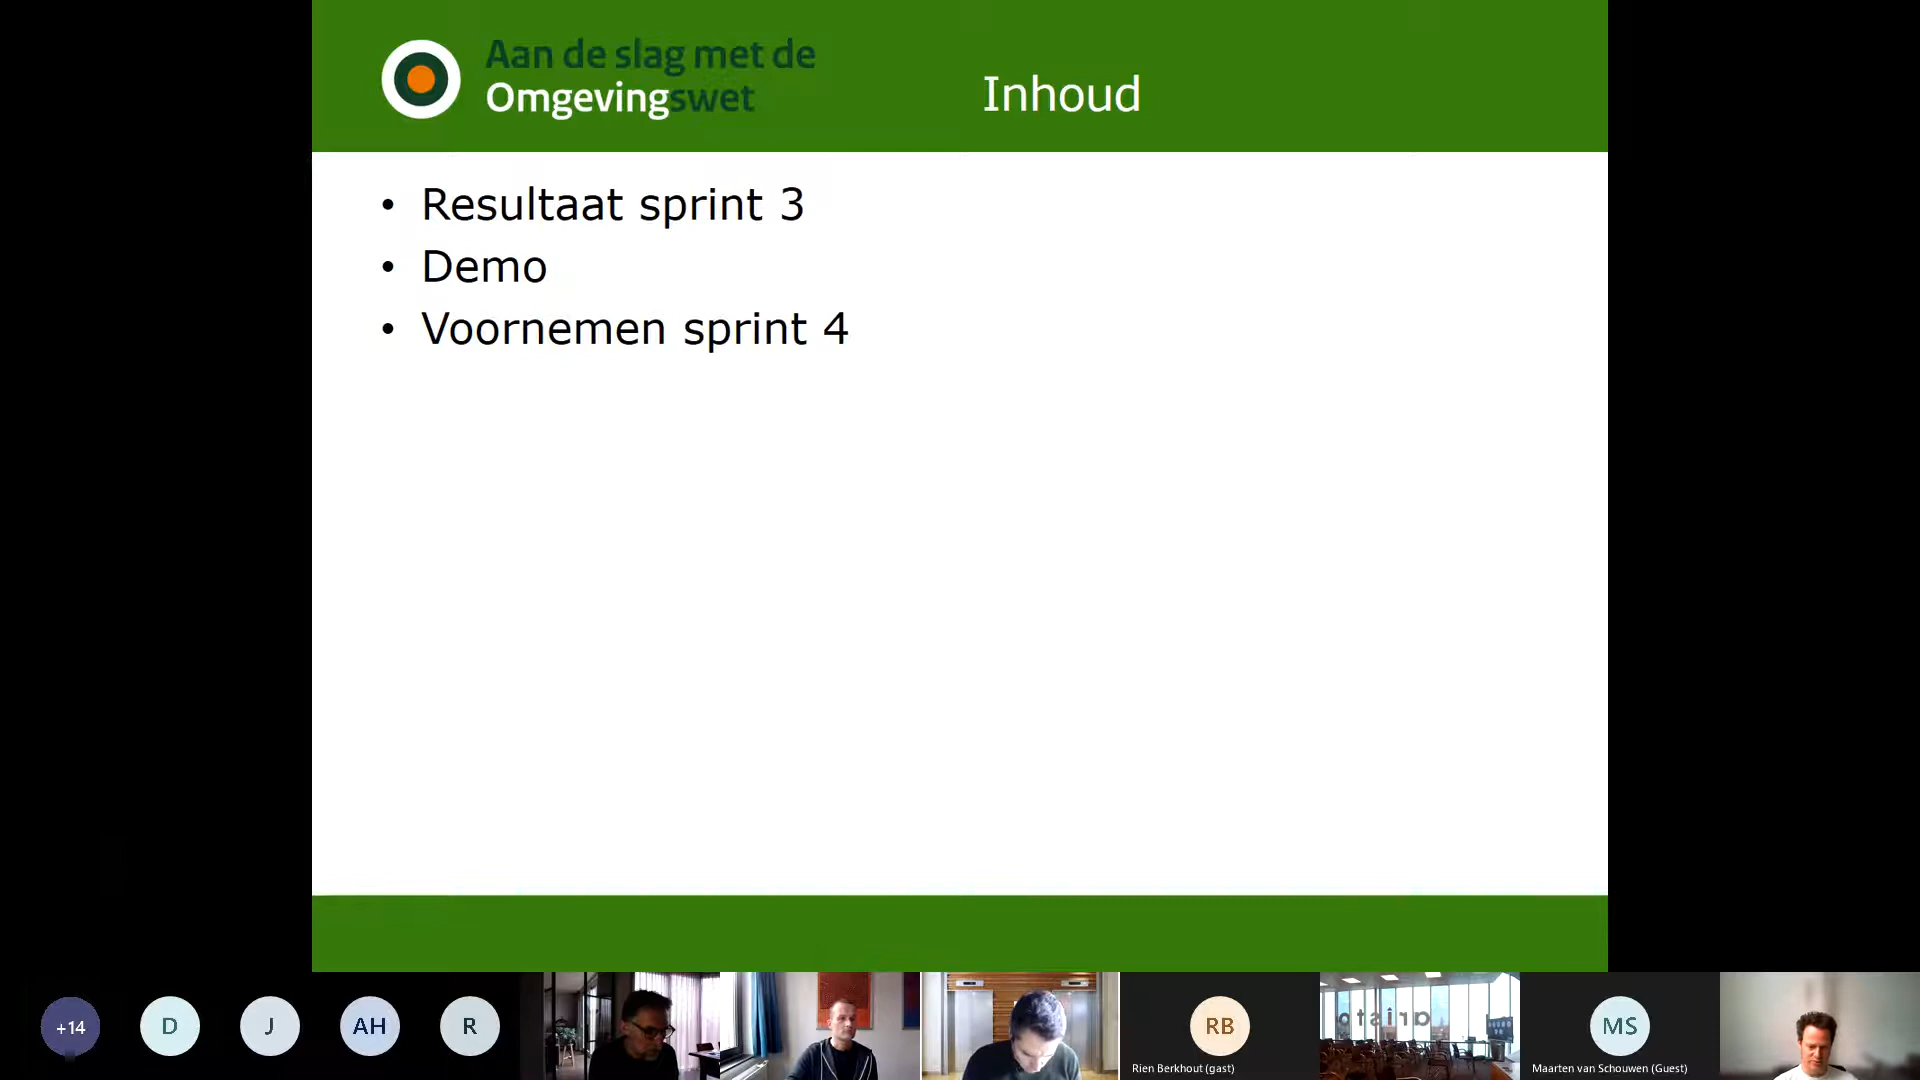 Aan de slag met de
Omgevingswet
Inhoud
• Resultaat sprint 3
• Demo
• Voornemen sprint 4
+14
D
J
AH
R
RB
Rien Berkhout (gast)
aristo
MS
Maarten van Schouwen (Guest)